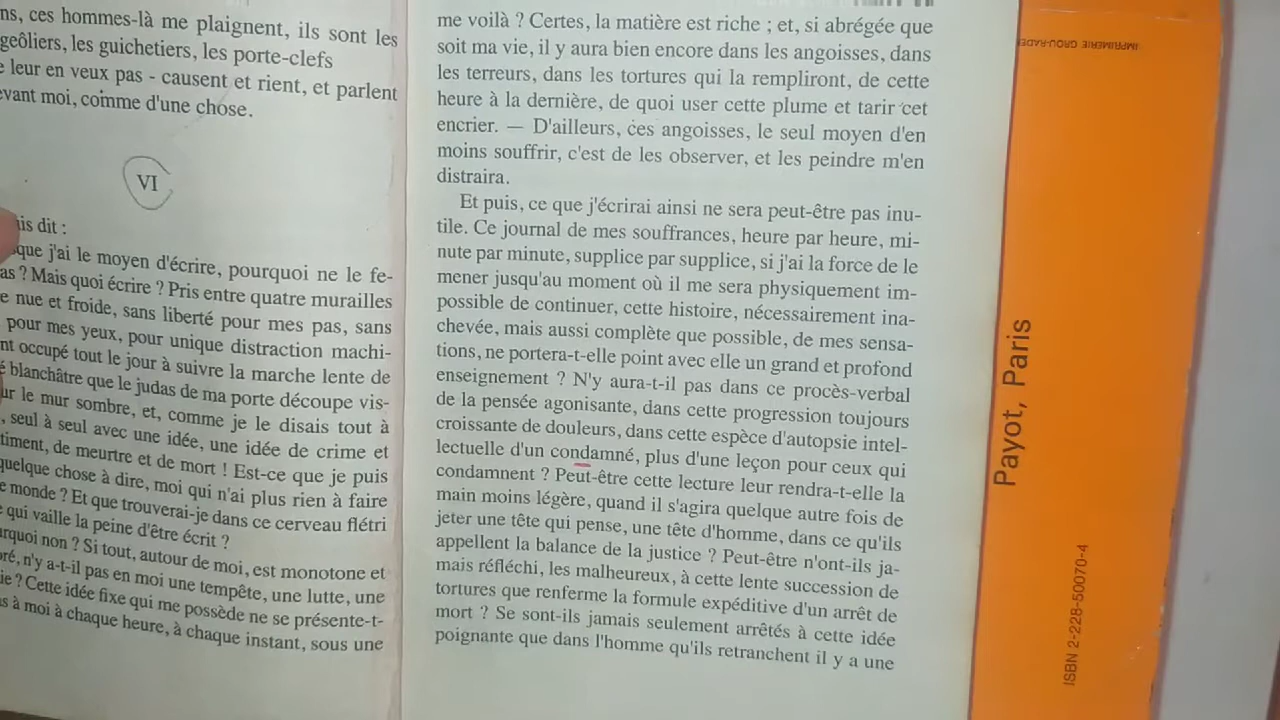 ns, ces hommes-là me plaignent, ils sont les
geôliers, les guichetiers, les porte-clefs
e leur en veux pas - causent et rient, et parlent
evant moi, comme d'une chose.
VI
is dit :
que j'ai le moyen d'écrire, pourquoi ne le fe-
as ? Mais quoi écrire ? Pris entre quatre murailles
e nue et froide, sans liberté pour mes pas, sans
pour mes yeux, pour unique distraction machi-
nt occupé tout le jour à suivre la marche lente de
é blanchâtre que le judas de ma porte découpe vis-
ur le mur sombre, et, comme je le disais tout à
, seul à seul avec une idée, une idée de crime et
timent, de meurtre et de mort ! Est-ce que je puis
quelque chose à dire, moi qui n'ai plus rien à faire
e monde ? Et que trouverai-je dans ce cerveau flétri
qui vaille la peine d'être écrit ?
urquoi non ? Si tout, autour de moi, est monotone et
oré, n'y a-t-il pas en moi une tempête, une lutte, une
ie ? Cette idée fixe qui me possède ne se présente-t-
s à moi à chaque heure, à chaque instant, sous une
me voilà ? Certes, la matière est riche ; et, si abrégée que
soit ma vie, il y aura bien encore dans les angoisses, dans
les terreurs, dans les tortures qui la rempliront, de cette
heure à la dernière, de quoi user cette plume et tarir cet
encrier. — D'ailleurs, ces angoisses, le seul moyen d'en
moins souffrir, c'est de les observer, et les peindre m'en
distraira.
Et puis, ce que j'écrirai ainsi ne sera peut-être pas inu-
tile. Ce journal de mes souffrances, heure par heure, mi-
nute par minute, supplice par supplice, si j'ai la force de le
mener jusqu'au moment où il me sera physiquement im-
possible de continuer, cette histoire, nécessairement ina-
chevée, mais aussi complète que possible, de mes sensa-
tions, ne portera-t-elle point avec elle un grand et profond
enseignement ? N'y aura-t-il pas dans ce procès-verbal
de la pensée agonisante, dans cette progression toujours
croissante de douleurs, dans cette espèce d'autopsie intel-
lectuelle d'un condamné, plus d'une leçon pour ceux qui
condamnent ? Peut-être cette lecture leur rendra-t-elle la
main moins légère, quand il s'agira quelque autre fois de
jeter une tête qui pense, une tête d'homme, dans ce qu'ils
appellent la balance de la justice ? Peut-être n'ont-ils ja-
mais réfléchi, les malheureux, à cette lente succession de
tortures que renferme la formule expéditive d'un arrêt de
mort ? Se sont-ils jamais seulement arrêtés à cette idée
poignante que dans l'homme qu'ils retranchent il y a une
IMPRIMERIE GROU-RADE
Payot, Paris
ISBN 2-228-50070-4